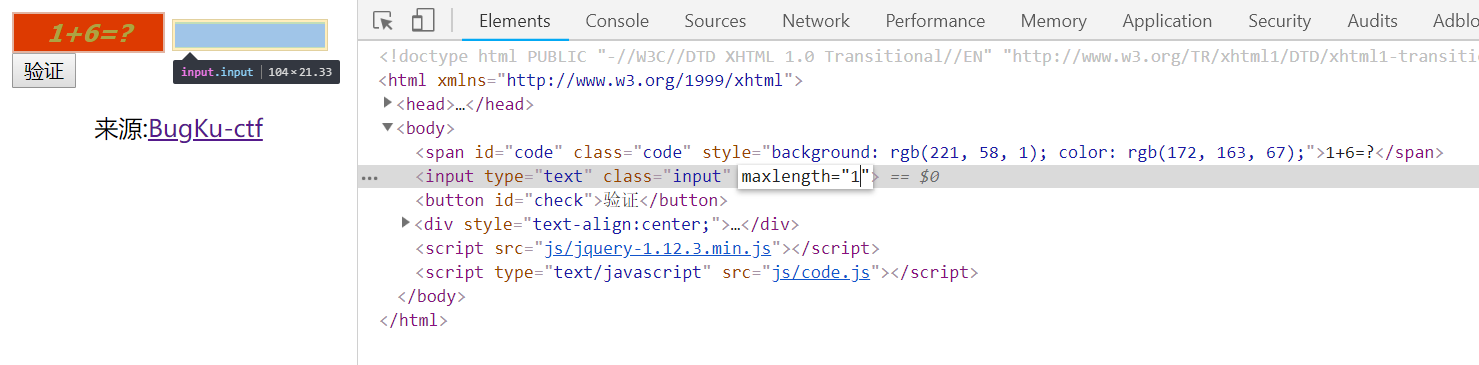 1+6=?
验证
input.input | 104×21.33
来源:BugKu-ctf
Elements Console Sources Network Performance Memory Application Security Audits Adblo
<!doctype html PUBLIC "-//W3C//DTD XHTML 1.0 Transitional//EN" "http://www.w3.org/TR/xhtml1/DTD/xhtml1-transiti
<html xmlns="http://www.w3.org/1999/xhtml">
<head>…</head>
<body>
<span id="code" class="code" style="background: rgb(221, 58, 1); color: rgb(172, 163, 67);">1+6=?</span>
… <input type="text" class="input" maxlength="1"> == $0
<button id="check">验证</button>
<div style="text-align:center;">…</div>
<script src="js/jquery-1.12.3.min.js"></script>
<script type="text/javascript" src="js/code.js"></script>
</body>
</html>